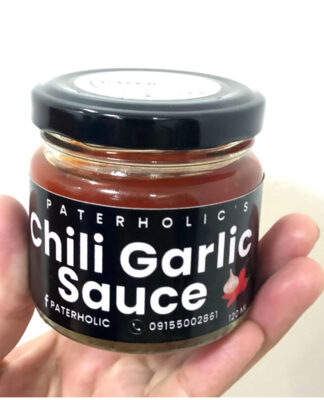 PATERHOLIC'S
Chili Garlic
Sauce
PATERHOLIC
09155002861
120 ML